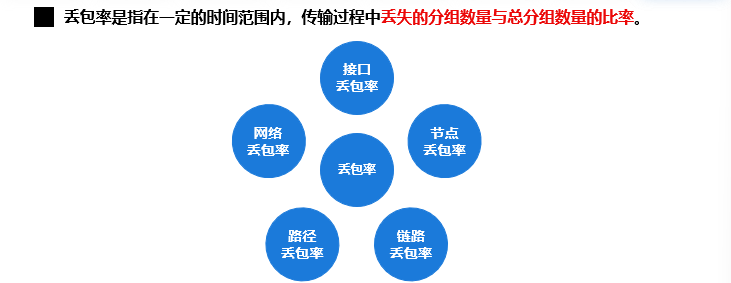 丢包率是指在一定的时间范围内，传输过程中丢失的分组数量与总分组数量的比率。
接口
丢包率
网络
丢包率
节点
丢包率
丢包率
路径
丢包率
链路
丢包率